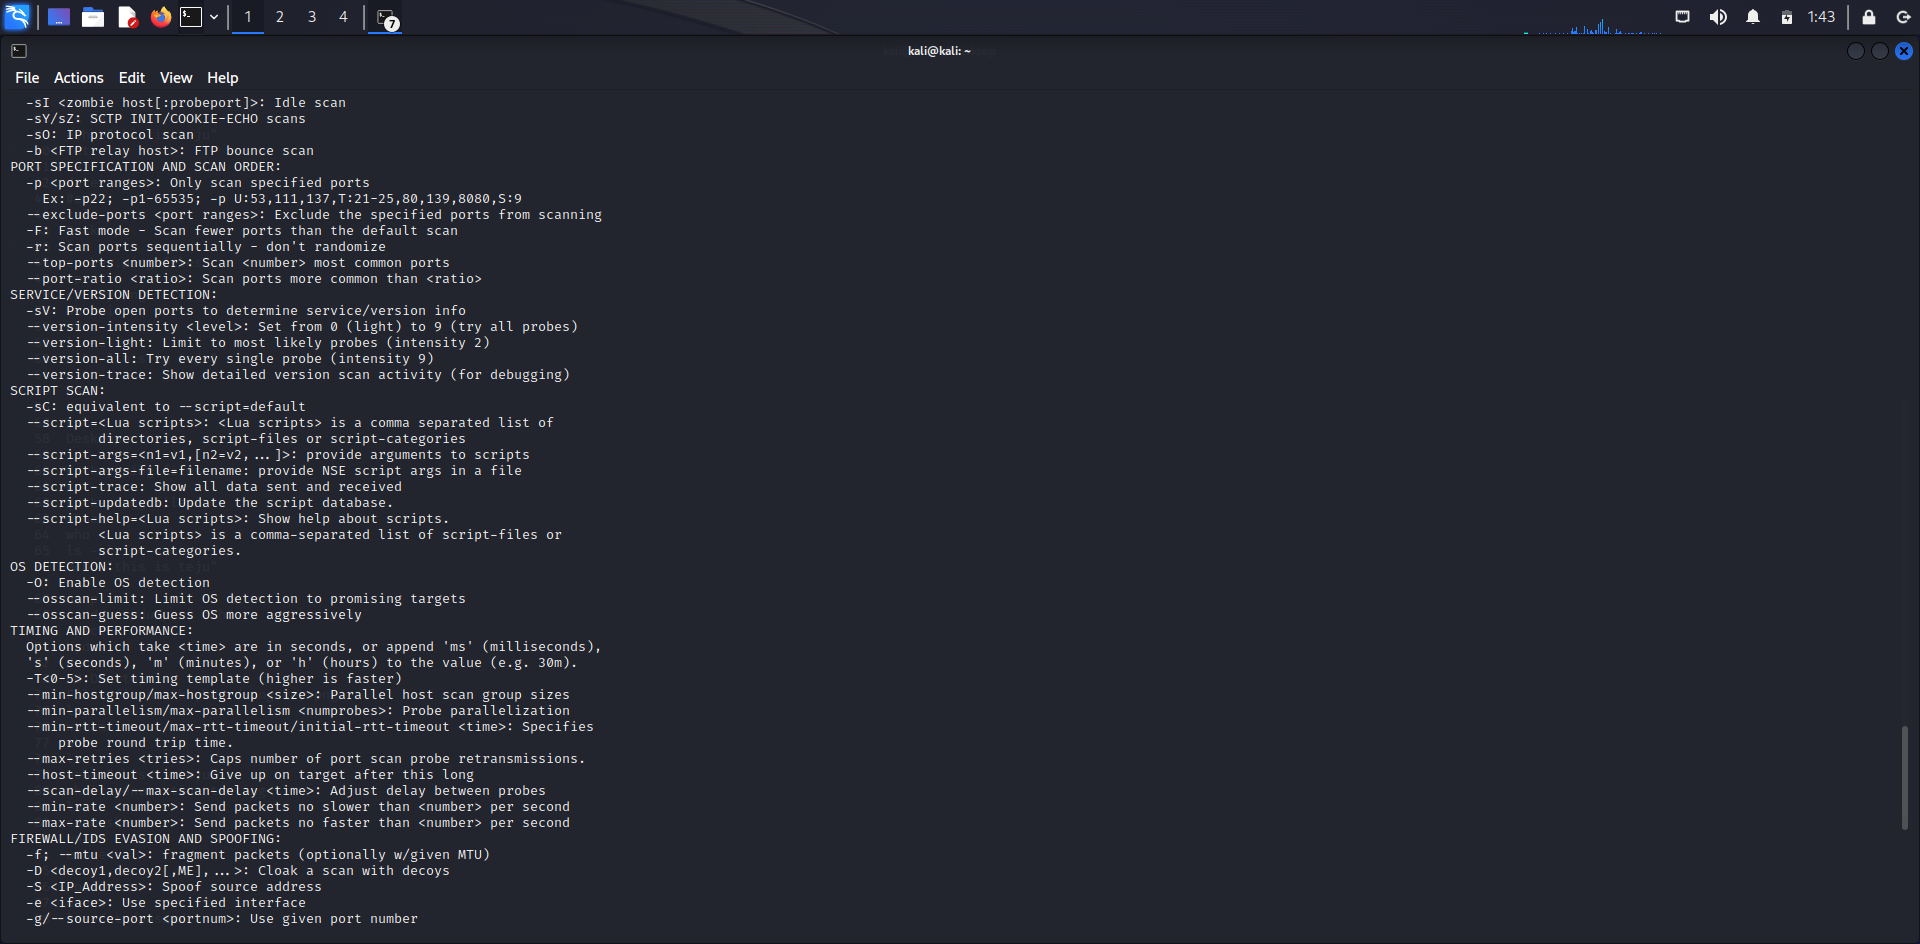 1 2 3 4 7 1:43
kali@kali: ~
File Actions Edit View Help
-sI <zombie host[:probeport]>: Idle scan
-sY/sZ: SCTP INIT/COOKIE-ECHO scans
-sO: IP protocol scan
-b <FTP relay host>: FTP bounce scan
PORT SPECIFICATION AND SCAN ORDER:
-p <port ranges>: Only scan specified ports
Ex: -p22; -p1-65535; -p U:53,111,137,T:21-25,80,139,8080,S:9
--exclude-ports <port ranges>: Exclude the specified ports from scanning
-F: Fast mode - Scan fewer ports than the default scan
-r: Scan ports sequentially - don't randomize
--top-ports <number>: Scan <number> most common ports
--port-ratio <ratio>: Scan ports more common than <ratio>
SERVICE/VERSION DETECTION:
-sV: Probe open ports to determine service/version info
--version-intensity <level>: Set from 0 (light) to 9 (try all probes)
--version-light: Limit to most likely probes (intensity 2)
--version-all: Try every single probe (intensity 9)
--version-trace: Show detailed version scan activity (for debugging)
SCRIPT SCAN:
-sC: equivalent to --script=default
--script=<Lua scripts>: <Lua scripts> is a comma separated list of
directories, script-files or script-categories
--script-args=<n1=v1,[n2=v2,...]>: provide arguments to scripts
--script-args-file=filename: provide NSE script args in a file
--script-trace: Show all data sent and received
--script-updatedb: Update the script database.
--script-help=<Lua scripts>: Show help about scripts.
<Lua scripts> is a comma-separated list of script-files or
script-categories.
OS DETECTION:
-O: Enable OS detection
--osscan-limit: Limit OS detection to promising targets
--osscan-guess: Guess OS more aggressively
TIMING AND PERFORMANCE:
Options which take <time> are in seconds, or append 'ms' (milliseconds),
's' (seconds), 'm' (minutes), or 'h' (hours) to the value (e.g. 30m).
-T<0-5>: Set timing template (higher is faster)
--min-hostgroup/max-hostgroup <size>: Parallel host scan group sizes
--min-parallelism/max-parallelism <numprobes>: Probe parallelization
--min-rtt-timeout/max-rtt-timeout/initial-rtt-timeout <time>: Specifies
probe round trip time.
--max-retries <tries>: Caps number of port scan probe retransmissions.
--host-timeout <time>: Give up on target after this long
--scan-delay/--max-scan-delay <time>: Adjust delay between probes
--min-rate <number>: Send packets no slower than <number> per second
--max-rate <number>: Send packets no faster than <number> per second
FIREWALL/IDS EVASION AND SPOOFING:
-f; --mtu <val>: fragment packets (optionally w/given MTU)
-D <decoy1,decoy2[,ME],...>: Cloak a scan with decoys
-S <IP_Address>: Spoof source address
-e <iface>: Use specified interface
-g/--source-port <portnum>: Use given port number